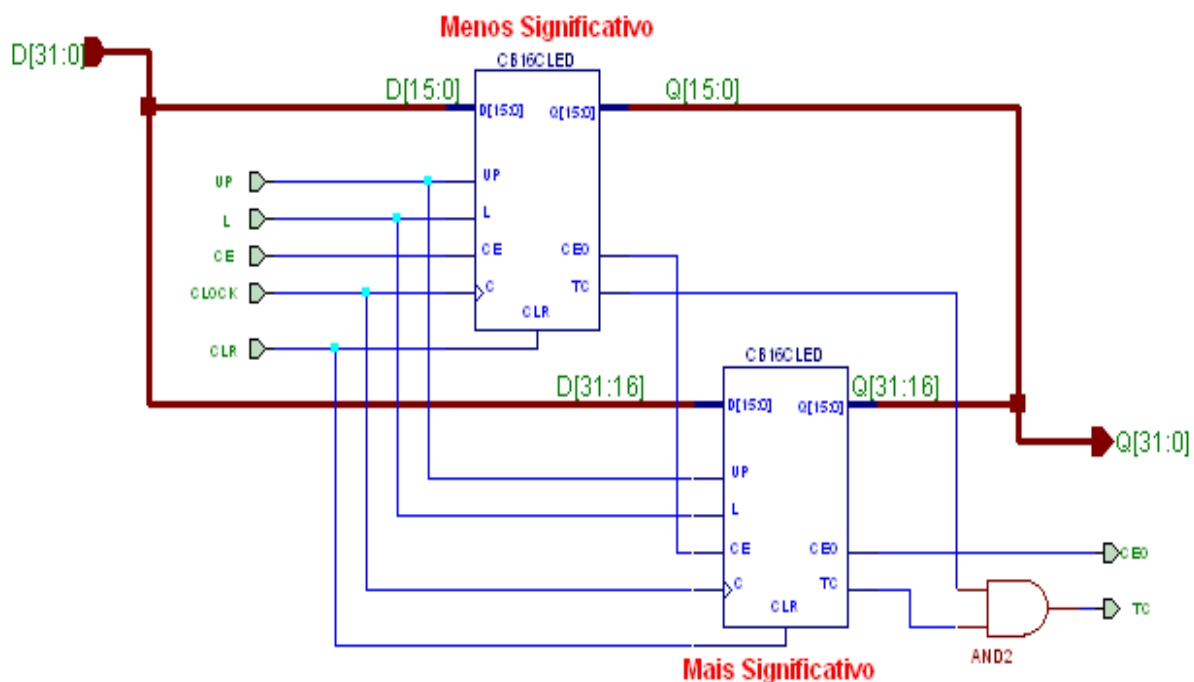 Menos Significativo
D[31:0]
CB16CLED
D[15:0]
Q[15:0]
D[15:0]
Q[15:0]
UP
UP
L
L
CE
CE
CEO
CLOCK
C
TC
CLR
CLR
CB16CLED
D[31:16]
Q[31:16]
D[15:0]
Q[15:0]
Q[31:0]
UP
L
CE
CEO
CEO
C
TC
CLR
TC
AND2
Mais Significativo